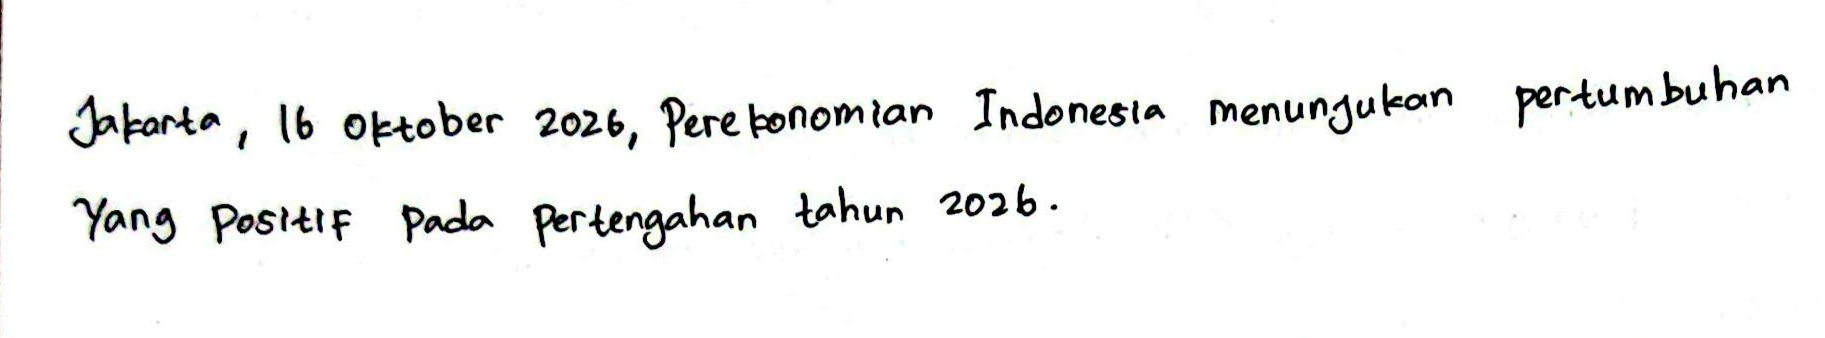 Jakarta, 16 Oktober 2026, Perekonomian Indonesia menunjukan pertumbuhan
Yang Positif Pada Pertengahan tahun 2026.